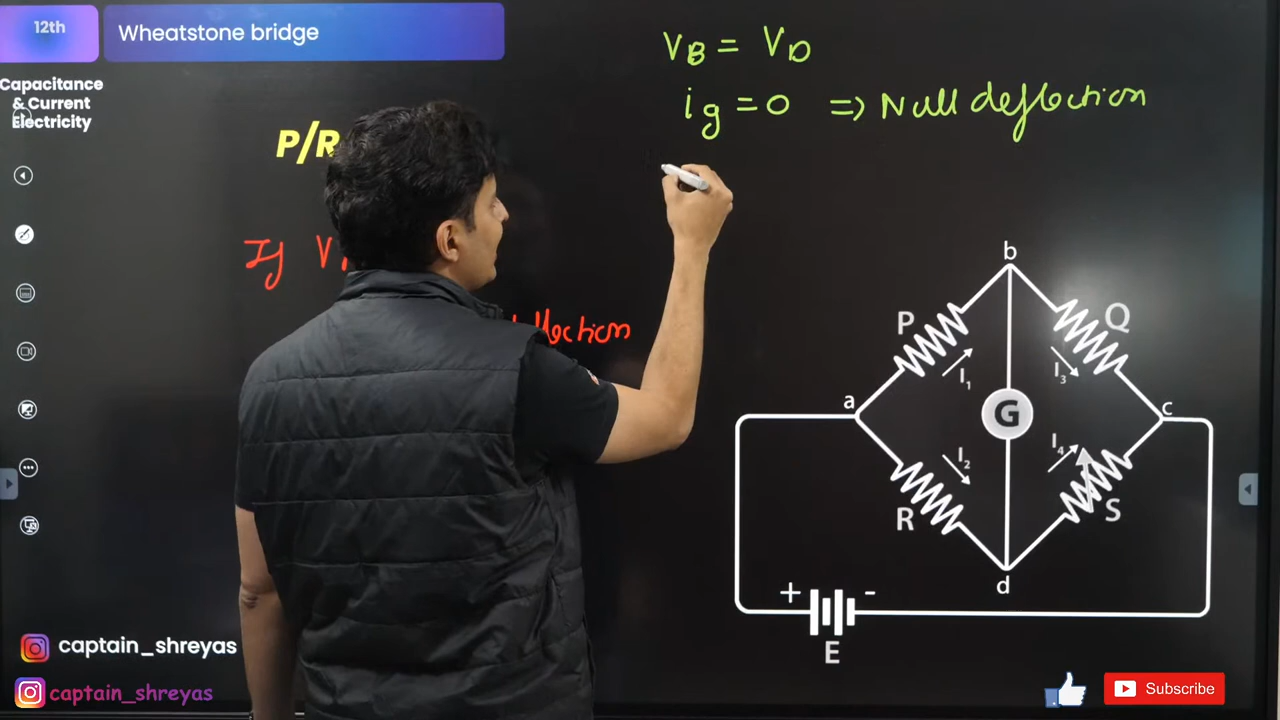 12th
Wheatstone bridge
Capacitance
& Current
Electricity
VB = VD
ig = 0 => Null deflection
P/R
If V
b
P
Q
I1
I3
a
G
c
I2
I4
R
S
d
+ -
E
captain_shreyas
captain_shreyas
Subscribe